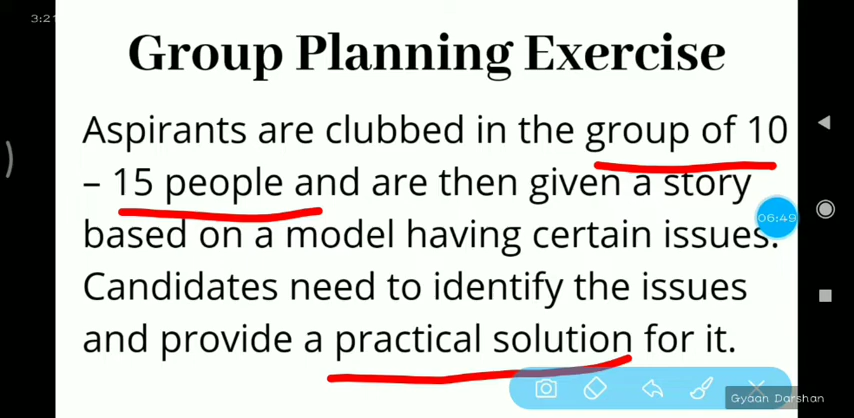 3:21
Group Planning Exercise
Aspirants are clubbed in the group of 10
– 15 people and are then given a story
based on a model having certain issues.
06:49
Candidates need to identify the issues
and provide a practical solution for it.
Gyaan Darshan